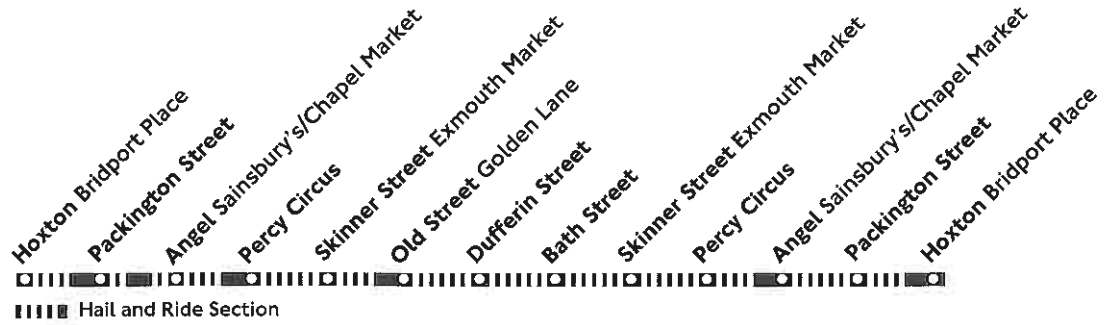 Hoxton Bridport Place
Packington Street
Angel Sainsbury's/Chapel Market
Percy Circus
Skinner Street Exmouth Market
Old Street Golden Lane
Dufferin Street
Bath Street
Skinner Street Exmouth Market
Percy Circus
Angel Sainsbury's/Chapel Market
Packington Street
Hoxton Bridport Place
Hail and Ride Section